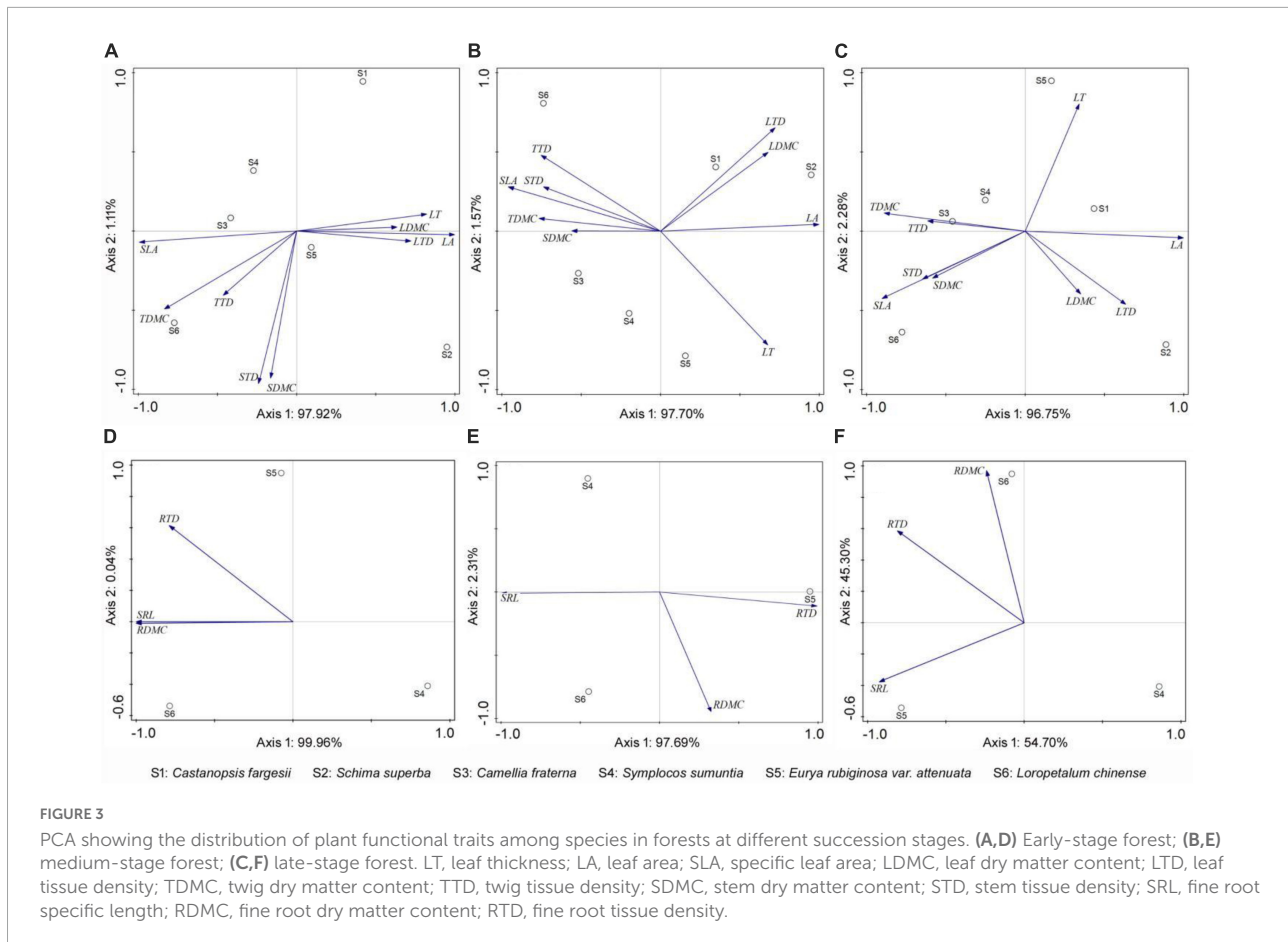 A
B
C
S1
S4
S3
SLA
LT
LDMC
LTD
LA
S5
TTD
TDMC
S6
STD
SDMC
S2
1.0
-1.0
Axis 2: 1.11%
-1.0
1.0
Axis 1: 97.92%
S6
TTD
SLA
STD
TDMC
SDMC
S3
S4
S5
LTD
LDMC
S1
S2
LA
LT
1.0
-1.0
Axis 2: 1.57%
-1.0
1.0
Axis 1: 97.70%
S5
LT
S4
TDMC
S3
TTD
S1
LA
STD
SDMC
SLA
S6
LDMC
LTD
S2
1.0
-1.0
Axis 2: 2.28%
-1.0
1.0
Axis 1: 96.75%
D
E
F
S5
RTD
SRL
RDMC
S6
S4
1.0
-0.6
Axis 2: 0.04%
-1.0
1.0
Axis 1: 99.96%
S4
SRL
S5
RTD
S6
RDMC
1.0
-1.0
Axis 2: 2.31%
-1.0
1.0
Axis 1: 97.69%
RDMC
S6
RTD
SRL
S5
S4
1.0
-0.6
Axis 2: 45.30%
-1.0
1.0
Axis 1: 54.70%
S1: Castanopsis fargesii S2: Schima superba S3: Camellia fraterna S4: Symplocos sumuntia S5: Eurya rubiginosa var. attenuata S6: Loropetalum chinense
FIGURE 3
PCA showing the distribution of plant functional traits among species in forests at different succession stages. (A,D) Early-stage forest; (B,E)
medium-stage forest; (C,F) late-stage forest. LT, leaf thickness; LA, leaf area; SLA, specific leaf area; LDMC, leaf dry matter content; LTD, leaf
tissue density; TDMC, twig dry matter content; TTD, twig tissue density; SDMC, stem dry matter content; STD, stem tissue density; SRL, fine root
specific length; RDMC, fine root dry matter content; RTD, fine root tissue density.